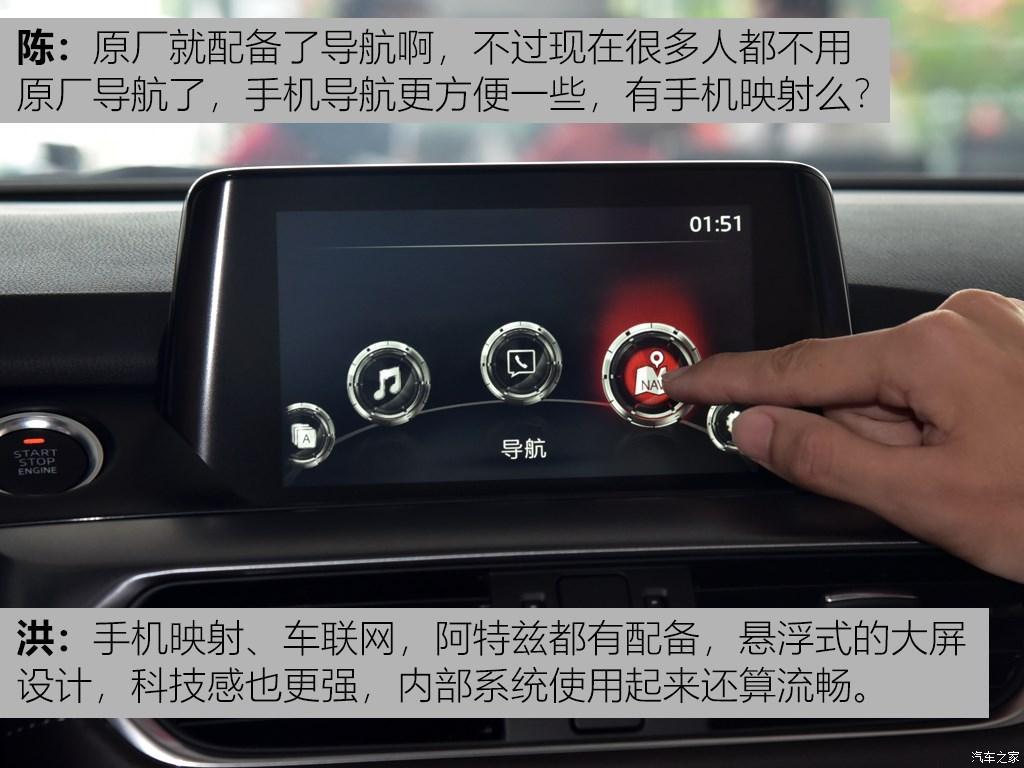 陈：原厂就配备了导航啊，不过现在很多人都不用
原厂导航了，手机导航更方便一些，有手机映射么？
01:51
NAV
A
导航
START
STOP
ENGINE
洪：手机映射、车联网，阿特兹都有配备，悬浮式的大屏
设计，科技感也更强，内部系统使用起来还算流畅。
汽车之家